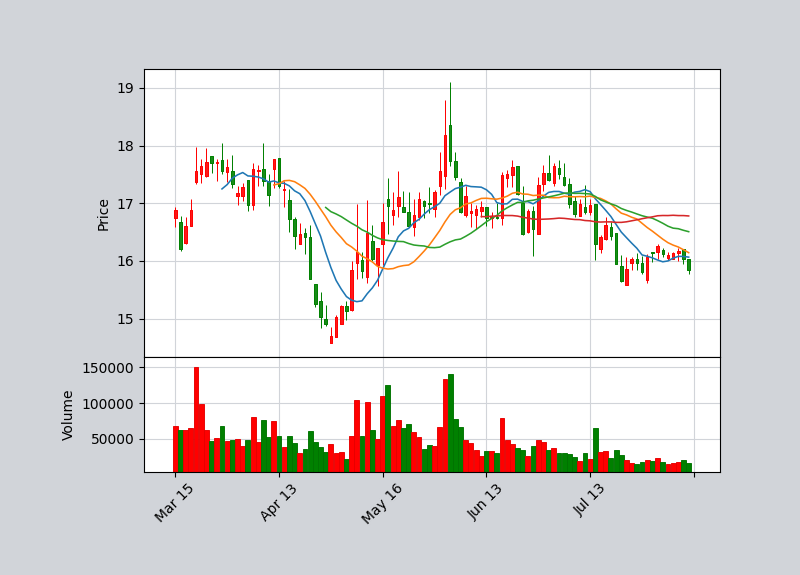 19
18
17
16
15
Price
150000
100000
50000
Volume
Mar 15
Apr 13
May 16
Jun 13
Jul 13